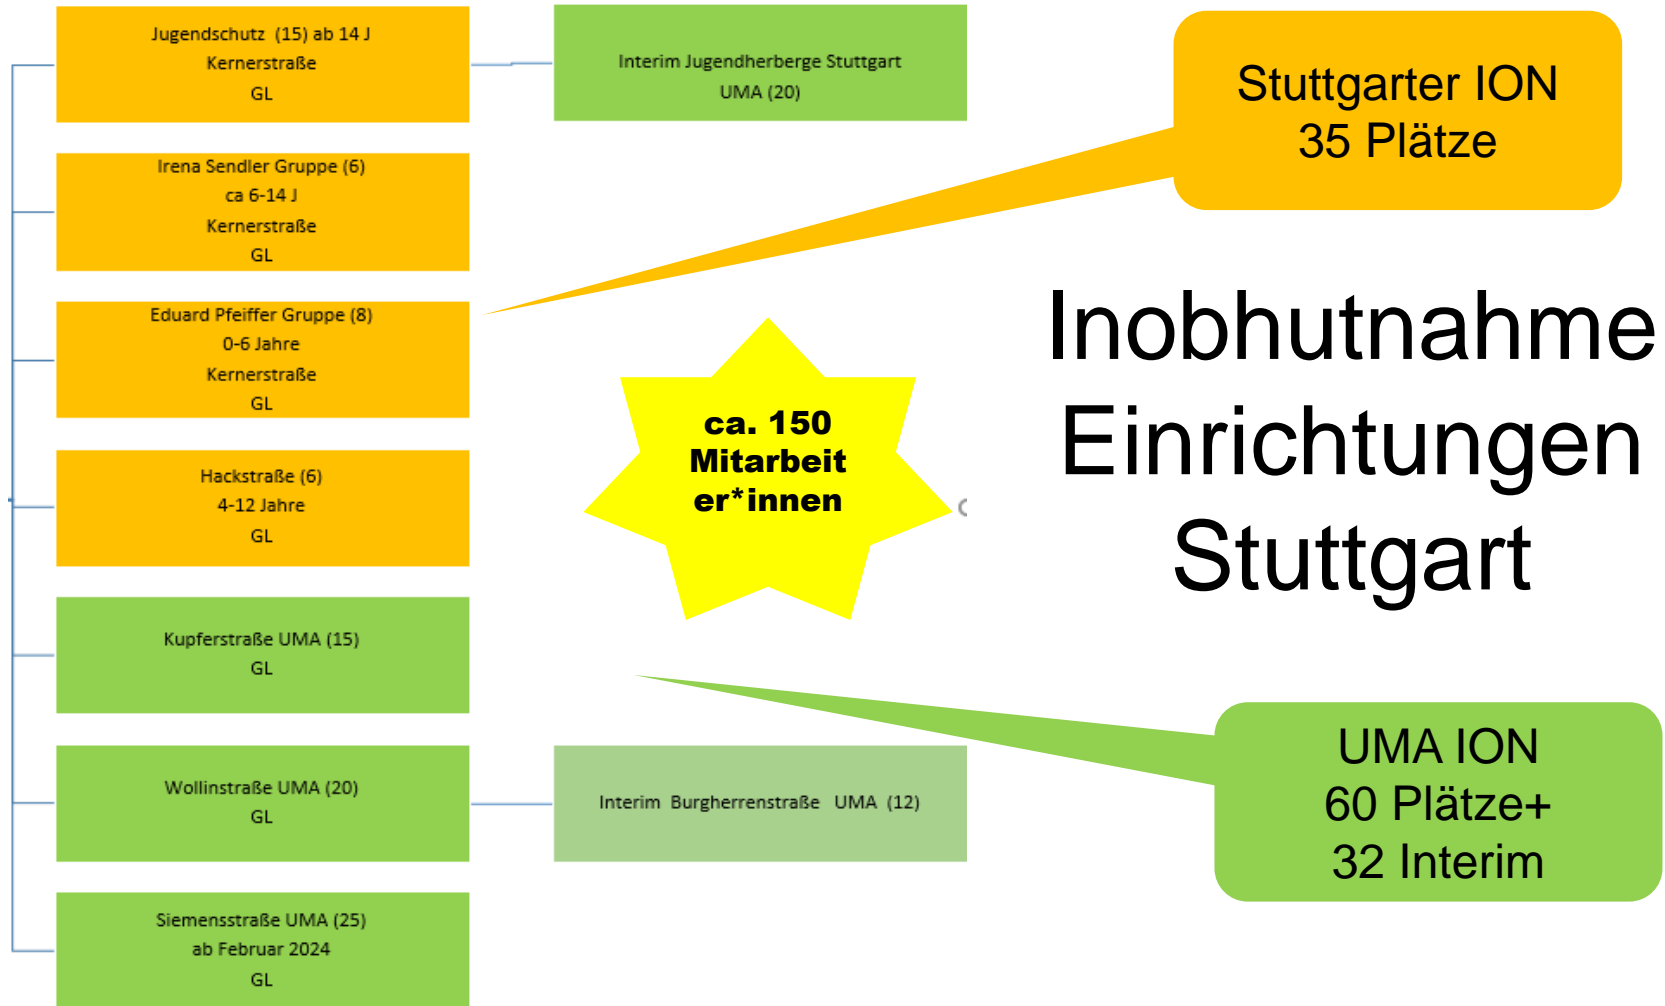 Jugendschutz (15) ab 14 J
Kernerstraße
GL
Interim Jugendherberge Stuttgart
UMA (20)
Stuttgarter ION
35 Plätze
Irena Sendler Gruppe (6)
ca 6-14 J
Kernerstraße
GL
Eduard Pfeiffer Gruppe (8)
0-6 Jahre
Kernerstraße
GL
Inobhutnahme
Einrichtungen
Stuttgart
ca. 150
Mitarbeit
er*innen
Hackstraße (6)
4-12 Jahre
GL
Kupferstraße UMA (15)
GL
Wollinstraße UMA (20)
GL
Interim Burgherrenstraße UMA (12)
UMA ION
60 Plätze+
32 Interim
Siemensstraße UMA (25)
ab Februar 2024
GL